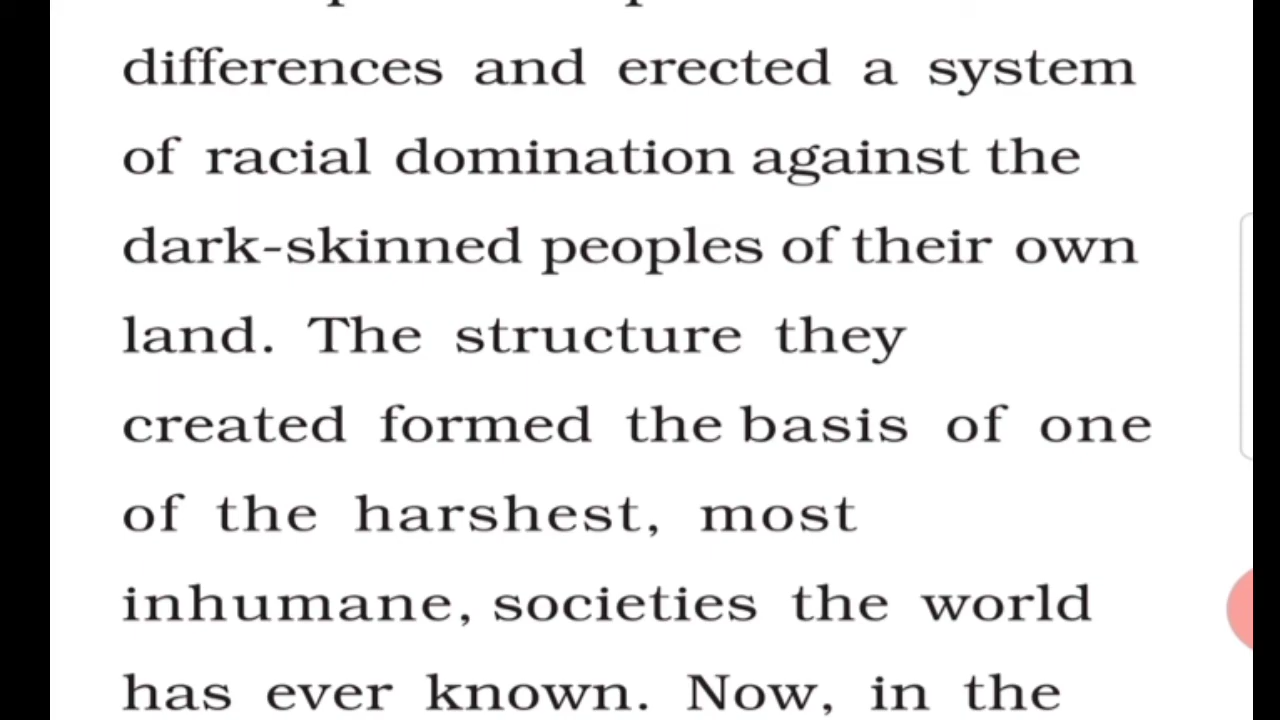 differences and erected a system
of racial domination against the
dark-skinned peoples of their own
land. The structure they
created formed the basis of one
of the harshest, most
inhumane, societies the world
has ever known. Now, in the